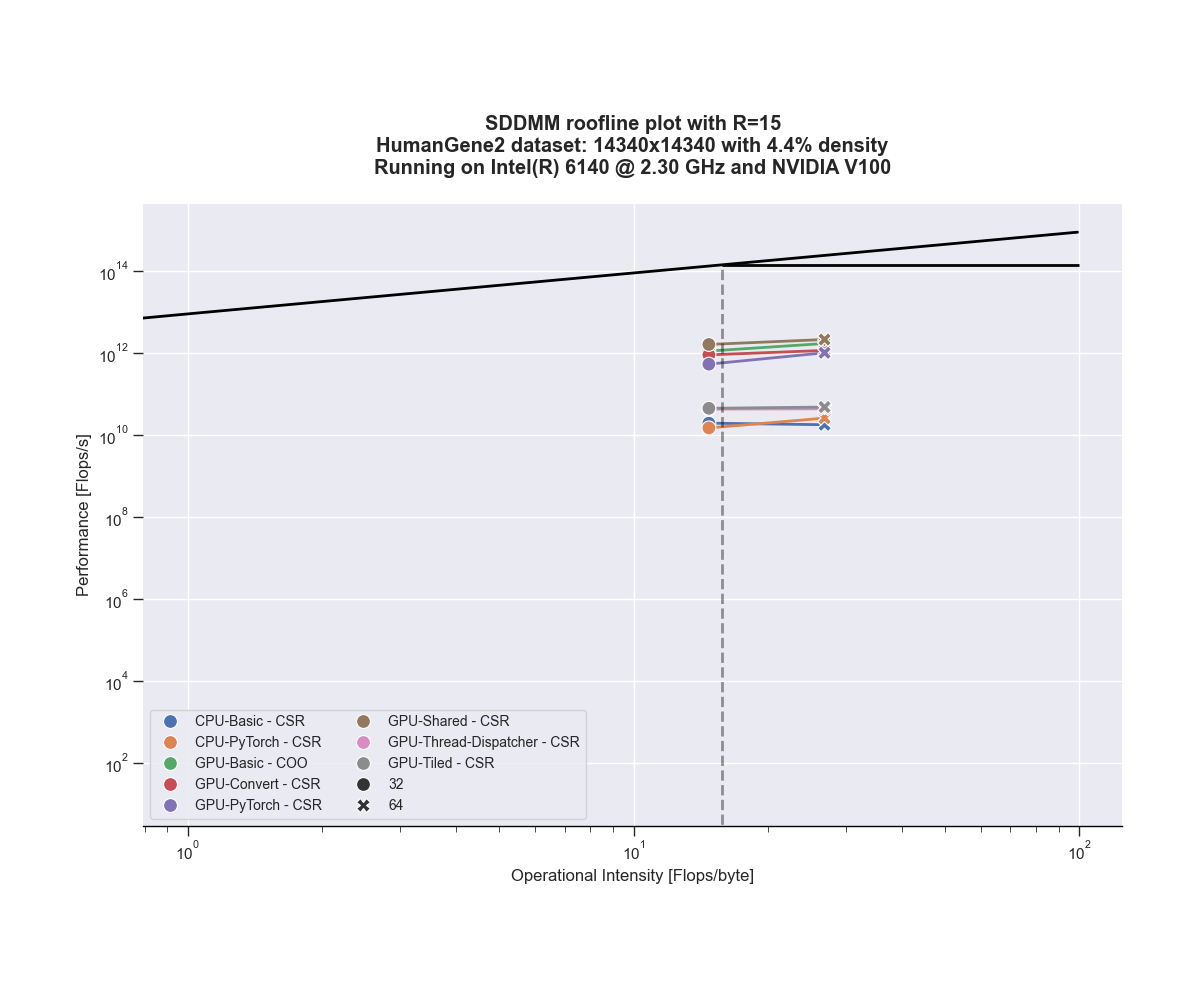 SDDMM roofline plot with R=15
HumanGene2 dataset: 14340x14340 with 4.4% density
Running on Intel(R) 6140 @ 2.30 GHz and NVIDIA V100
Performance [Flops/s]
10^14
10^12
10^10
10^8
10^6
10^4
10^2
CPU-Basic - CSR
CPU-PyTorch - CSR
GPU-Basic - COO
GPU-Convert - CSR
GPU-PyTorch - CSR
GPU-Shared - CSR
GPU-Thread-Dispatcher - CSR
GPU-Tiled - CSR
32
64
10^0 10^1 10^2
Operational Intensity [Flops/byte]